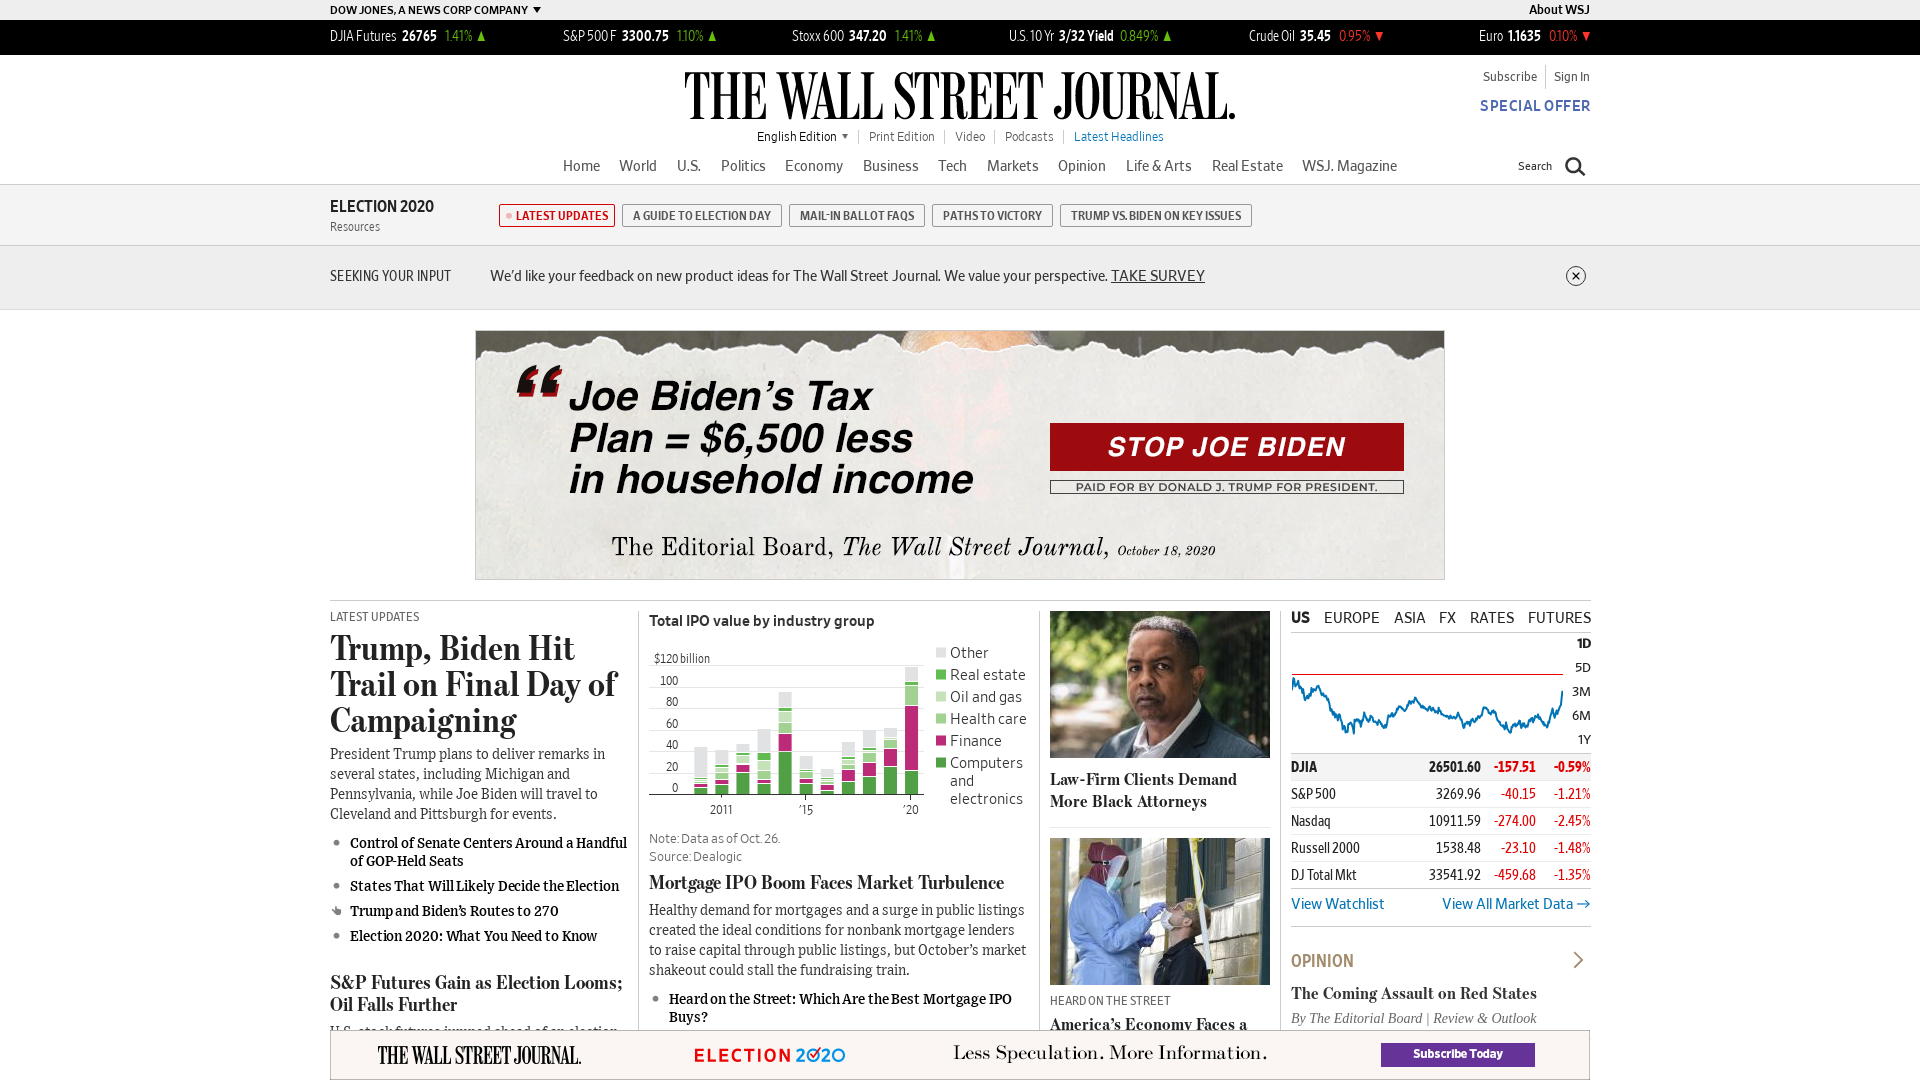 DOW JONES, A NEWS CORP COMPANY
About WSJ
DJIA Futures 26765 1.41%
S&P 500 F 3300.75 1.10%
Stoxx 600 347.20 1.41%
U.S. 10 Yr 3/32 Yield 0.849%
Crude Oil 35.45 0.95%
Euro 1.1635 0.10%
THE WALL STREET JOURNAL.
Subscribe
Sign In
SPECIAL OFFER
English Edition
Print Edition
Video
Podcasts
Latest Headlines
Home
World
U.S.
Politics
Economy
Business
Tech
Markets
Opinion
Life & Arts
Real Estate
WSJ. Magazine
Search
ELECTION 2020
Resources
LATEST UPDATES
A GUIDE TO ELECTION DAY
MAIL-IN BALLOT FAQS
PATHS TO VICTORY
TRUMP VS. BIDEN ON KEY ISSUES
SEEKING YOUR INPUT
We'd like your feedback on new product ideas for The Wall Street Journal. We value your perspective. TAKE SURVEY
“Joe Biden's Tax
Plan = $6,500 less
in household income
STOP JOE BIDEN
PAID FOR BY DONALD J. TRUMP FOR PRESIDENT.
The Editorial Board, The Wall Street Journal, October 18, 2020
LATEST UPDATES
Trump, Biden Hit
Trail on Final Day of
Campaigning
President Trump plans to deliver remarks in
several states, including Michigan and
Pennsylvania, while Joe Biden will travel to
Cleveland and Pittsburgh for events.
Control of Senate Centers Around a Handful
of GOP-Held Seats
States That Will Likely Decide the Election
Trump and Biden's Routes to 270
Election 2020: What You Need to Know
S&P Futures Gain as Election Looms;
Oil Falls Further
U.S. stock futures jumped ahead of an election
Total IPO value by industry group
$120 billion
100
80
60
40
20
0
2011
'15
'20
Other
Real estate
Oil and gas
Health care
Finance
Computers
and
electronics
Note: Data as of Oct. 26.
Source: Dealogic
Mortgage IPO Boom Faces Market Turbulence
Healthy demand for mortgages and a surge in public listings
created the ideal conditions for nonbank mortgage lenders
to raise capital through public listings, but October's market
shakeout could stall the fundraising train.
Heard on the Street: Which Are the Best Mortgage IPO
Buys?
Law-Firm Clients Demand
More Black Attorneys
HEARD ON THE STREET
America's Economy Faces a
US
EUROPE
ASIA
FX
RATES
FUTURES
1D
5D
3M
6M
1Y
DJIA 26501.60 -157.51 -0.59%
S&P 500 3269.96 -40.15 -1.21%
Nasdaq 10911.59 -274.00 -2.45%
Russell 2000 1538.48 -23.10 -1.48%
DJ Total Mkt 33541.92 -459.68 -1.35%
View Watchlist
View All Market Data
OPINION
The Coming Assault on Red States
By The Editorial Board | Review & Outlook
THE WALL STREET JOURNAL.
ELECTION 2020
Less Speculation. More Information.
Subscribe Today